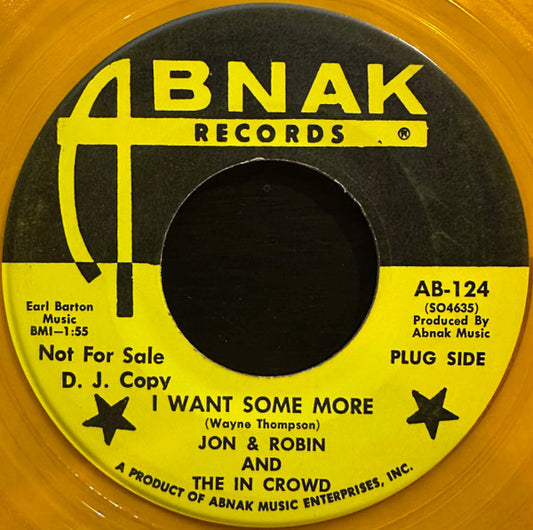 ABNAK
RECORDS ®
Earl Barton
Music
BMI—1:55
AB-124
(SO4635)
Produced By
Abnak Music
Not For Sale
D. J. Copy
PLUG SIDE
I WANT SOME MORE
(Wayne Thompson)
JON & ROBIN
AND
THE IN CROWD
A PRODUCT OF ABNAK MUSIC ENTERPRISES, INC.